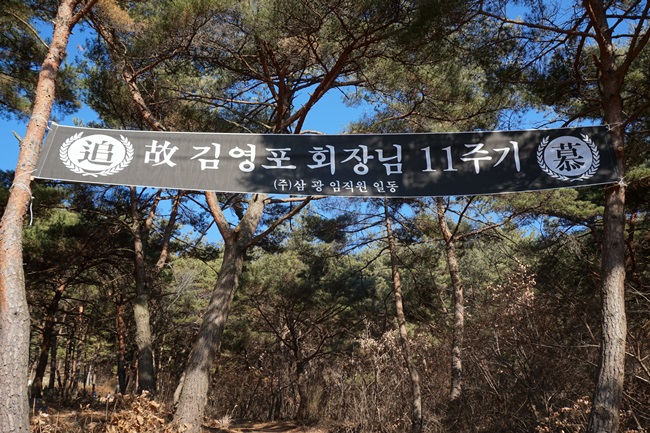 追 故 김영포 회장님 11주기 慕
(주)삼 광 임직원 일동